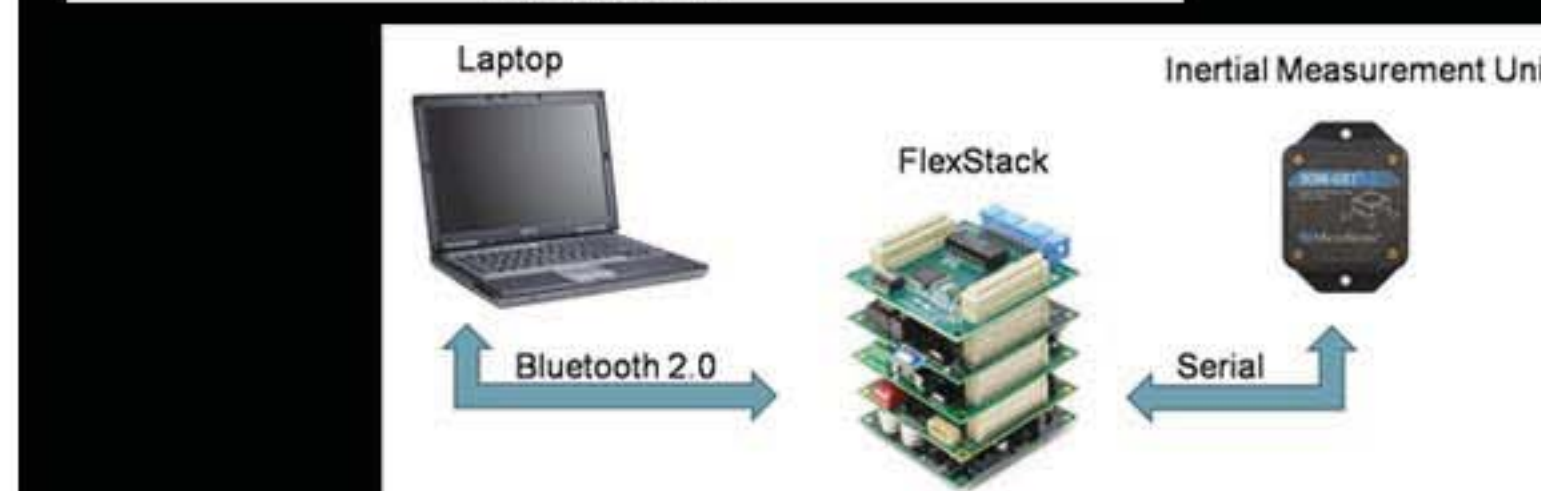 Laptop
Inertial Measurement Uni
FlexStack
Bluetooth 2.0
Serial